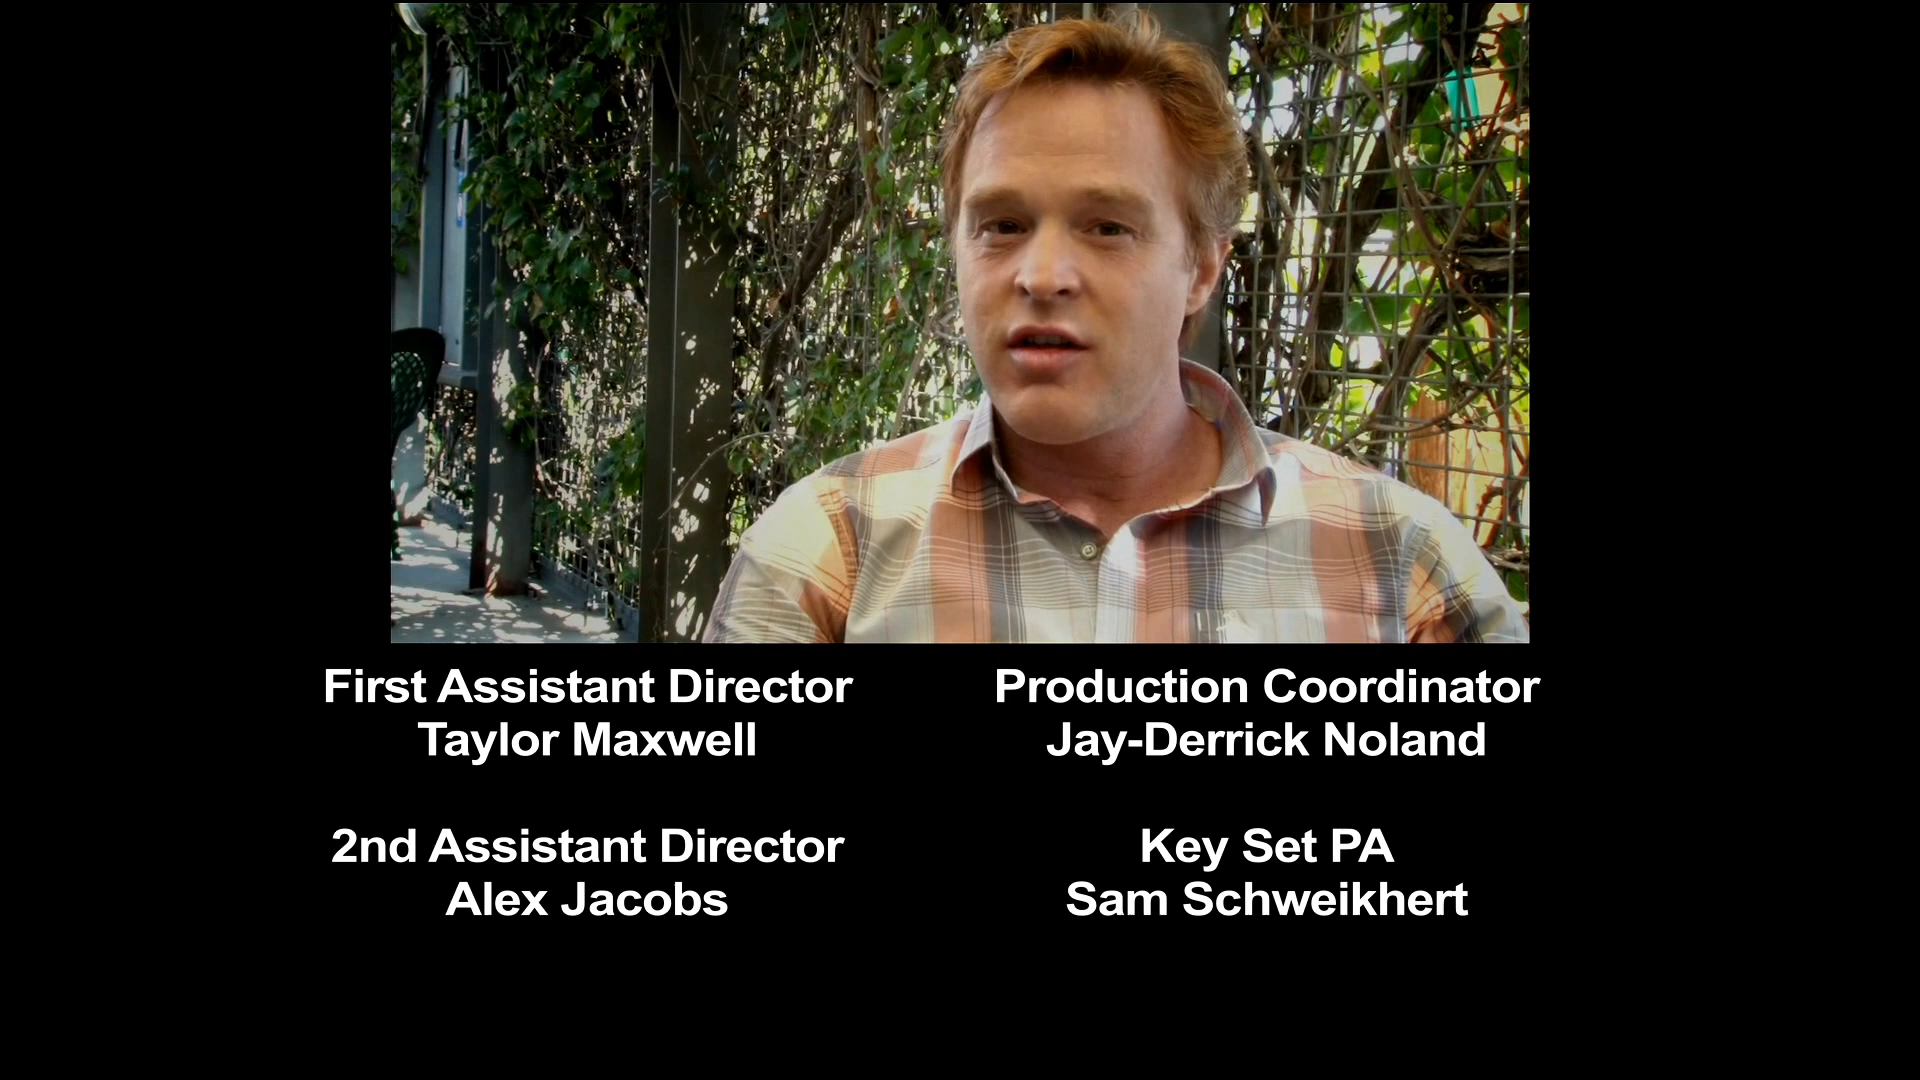 First Assistant Director
Taylor Maxwell
2nd Assistant Director
Alex Jacobs
Production Coordinator
Jay-Derrick Noland
Key Set PA
Sam Schweikhert